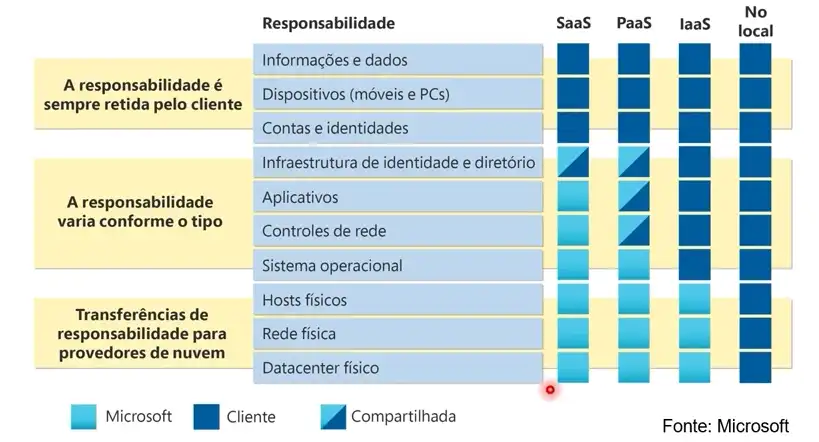 Responsabilidade
SaaS
PaaS
IaaS
No
local
A responsabilidade é
sempre retida pelo cliente
Informações e dados
Dispositivos (móveis e PCs)
Contas e identidades
A responsabilidade
varia conforme o tipo
Infraestrutura de identidade e diretório
Aplicativos
Controles de rede
Sistema operacional
Transferências de
responsabilidade para
provedores de nuvem
Hosts físicos
Rede física
Datacenter físico
Microsoft
Cliente
Compartilhada
Fonte: Microsoft